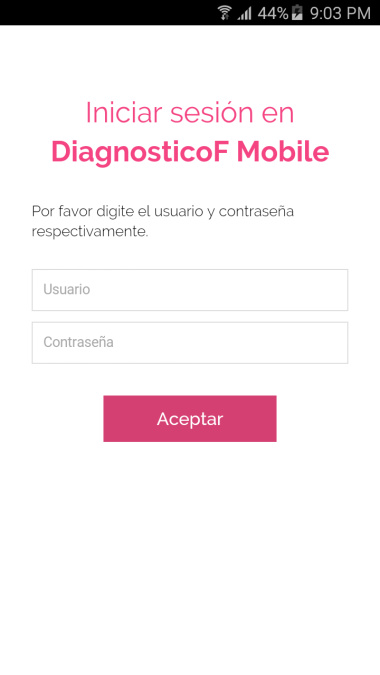 44% 9:03 PM
Iniciar sesión en
DiagnosticoF Mobile
Por favor digite el usuario y contraseña
respectivamente.
Usuario
Contraseña
Aceptar